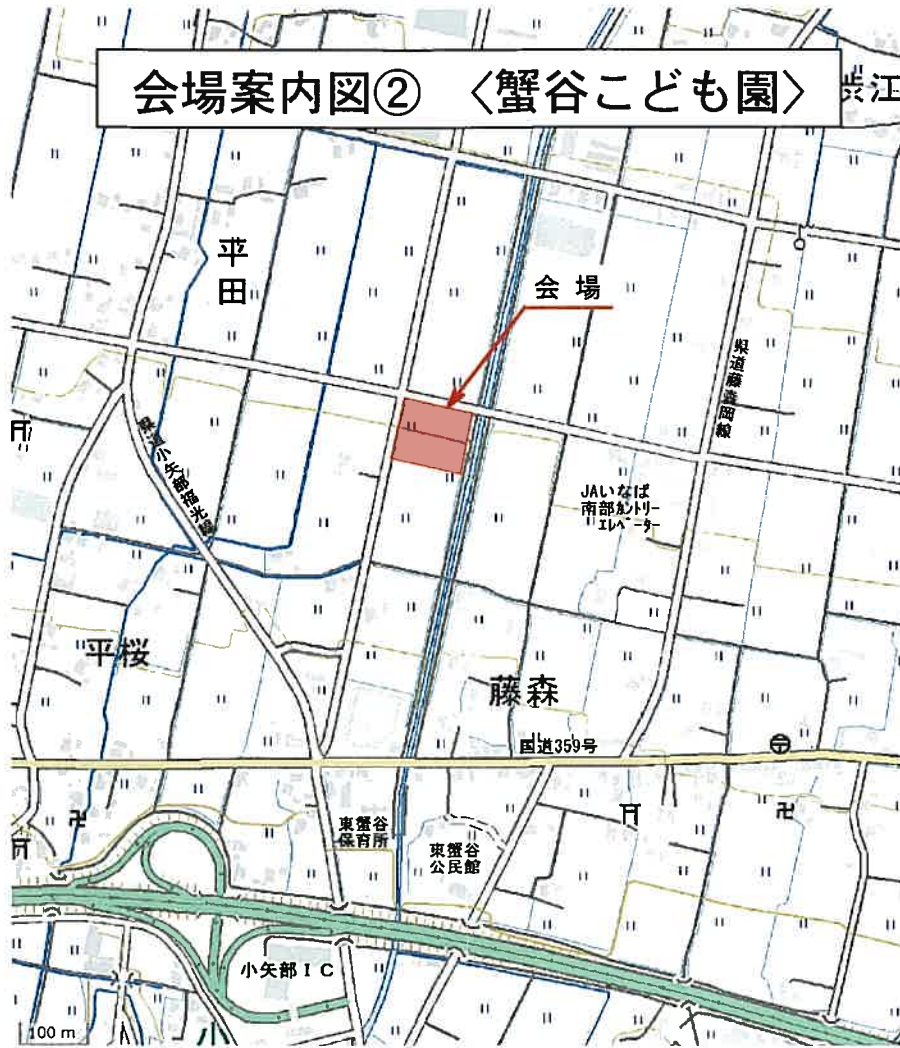 会場案内図② 〈蟹谷こども園〉
渋江
平田
会場
県道藤森岡線
県道小矢部福光線
JAいなば
南部カントリー
エレベーター
平桜
藤森
国道359号
東蟹谷
保育所
東蟹谷
公民館
小矢部IC
小
100 m